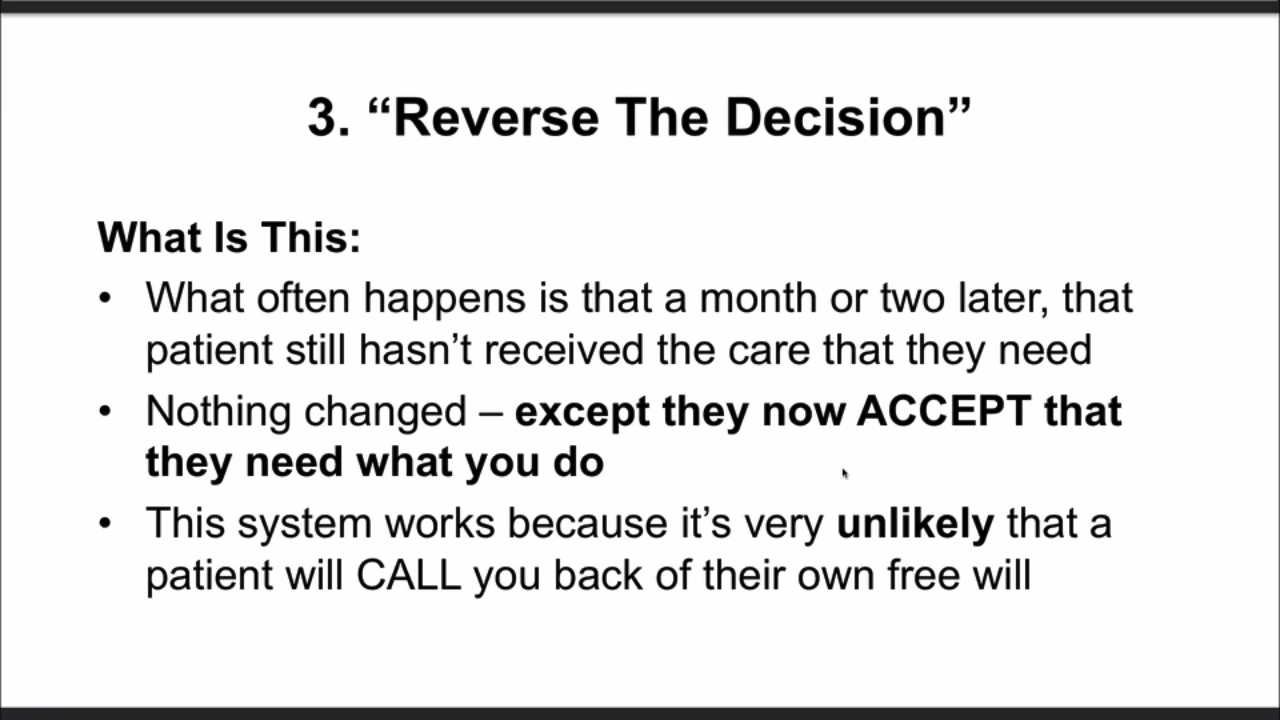 3. “Reverse The Decision”
What Is This:
• What often happens is that a month or two later, that
patient still hasn’t received the care that they need
• Nothing changed – except they now ACCEPT that
they need what you do
• This system works because it’s very unlikely that a
patient will CALL you back of their own free will